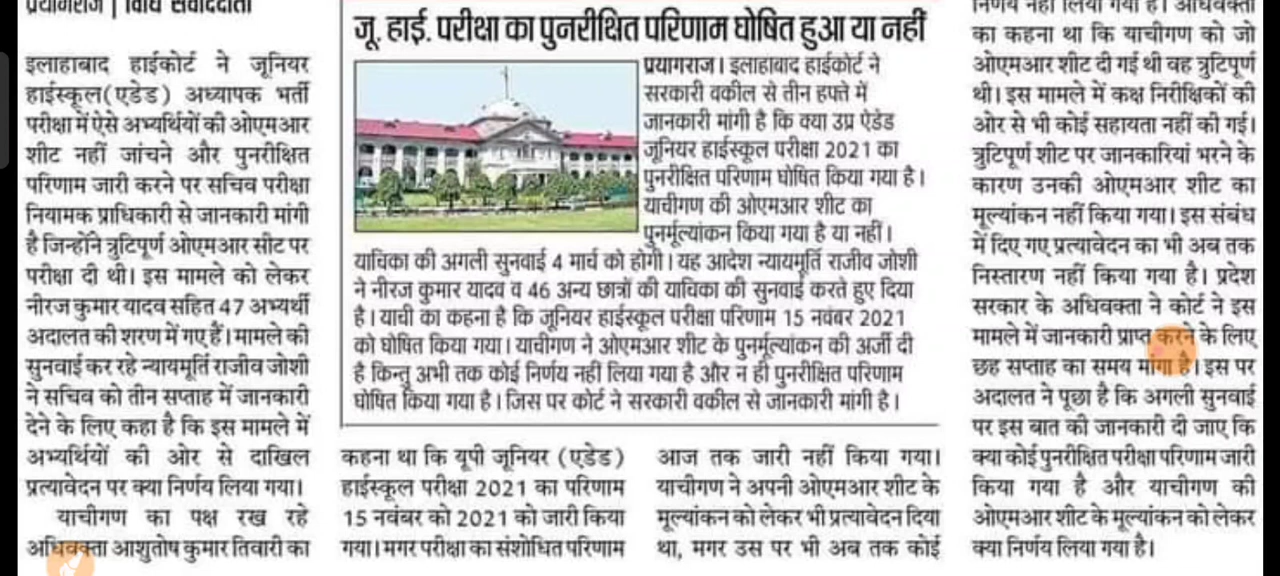 प्रयागराज | विधि संवाददाता
इलाहाबाद हाईकोर्ट ने जूनियर
हाईस्कूल(एडेड) अध्यापक भर्ती
परीक्षा में ऐसे अभ्यर्थियों की ओएमआर
शीट नहीं जांचने और पुनरीक्षित
परिणाम जारी करने पर सचिव परीक्षा
नियामक प्राधिकारी से जानकारी मांगी
है जिन्होंने त्रुटिपूर्ण ओएमआर सीट पर
परीक्षा दी थी। इस मामले को लेकर
नीरज कुमार यादव सहित 47 अभ्यर्थी
अदालत की शरण में गए हैं। मामले की
सुनवाई कर रहे न्यायमूर्ति राजीव जोशी
ने सचिव को तीन सप्ताह में जानकारी
देने के लिए कहा है कि इस मामले में
अभ्यर्थियों की ओर से दाखिल
प्रत्यावेदन पर क्या निर्णय लिया गया।
याचीगण का पक्ष रख रहे
अधिवक्ता आशुतोष कुमार तिवारी का
जू. हाई. परीक्षा का पुनरीक्षित परिणाम घोषित हुआ या नहीं
प्रयागराज। इलाहाबाद हाईकोर्ट ने
सरकारी वकील से तीन हफ्ते में
जानकारी मांगी है कि क्या उप्र ऐडेड
जूनियर हाईस्कूल परीक्षा 2021 का
पुनरीक्षित परिणाम घोषित किया गया है।
याचीगण की ओएमआर शीट का
पुनर्मूल्यांकन किया गया है या नहीं।
याचिका की अगली सुनवाई 4 मार्च को होगी। यह आदेश न्यायमूर्ति राजीव जोशी
ने नीरज कुमार यादव व 46 अन्य छात्रों की याचिका की सुनवाई करते हुए दिया
है। याची का कहना है कि जूनियर हाईस्कूल परीक्षा परिणाम 15 नवंबर 2021
को घोषित किया गया। याचीगण ने ओएमआर शीट के पुनर्मूल्यांकन की अर्जी दी
है किन्तु अभी तक कोई निर्णय नहीं लिया गया है और न ही पुनरीक्षित परिणाम
घोषित किया गया है। जिस पर कोर्ट ने सरकारी वकील से जानकारी मांगी है।
कहना था कि यूपी जूनियर (एडेड)
हाईस्कूल परीक्षा 2021 का परिणाम
15 नवंबर को 2021 को जारी किया
गया। मगर परीक्षा का संशोधित परिणाम
आज तक जारी नहीं किया गया।
याचीगण ने अपनी ओएमआर शीट के
मूल्यांकन को लेकर भी प्रत्यावेदन दिया
था, मगर उस पर भी अब तक कोई
निर्णय नहीं लिया गया है। अधिवक्ता
का कहना था कि याचीगण को जो
ओएमआर शीट दी गई थी वह त्रुटिपूर्ण
थी। इस मामले में कक्ष निरीक्षिकों की
ओर से भी कोई सहायता नहीं की गई।
त्रुटिपूर्ण शीट पर जानकारियां भरने के
कारण उनकी ओएमआर शीट का
मूल्यांकन नहीं किया गया। इस संबंध
में दिए गए प्रत्यावेदन का भी अब तक
निस्तारण नहीं किया गया है। प्रदेश
सरकार के अधिवक्ता ने कोर्ट ने इस
मामले में जानकारी प्राप्त करने के लिए
छह सप्ताह का समय मांगा है। इस पर
अदालत ने पूछा है कि अगली सुनवाई
पर इस बात की जानकारी दी जाए कि
क्या कोई पुनरीक्षित परीक्षा परिणाम जारी
किया गया है और याचीगण की
ओएमआर शीट के मूल्यांकन को लेकर
क्या निर्णय लिया गया है।